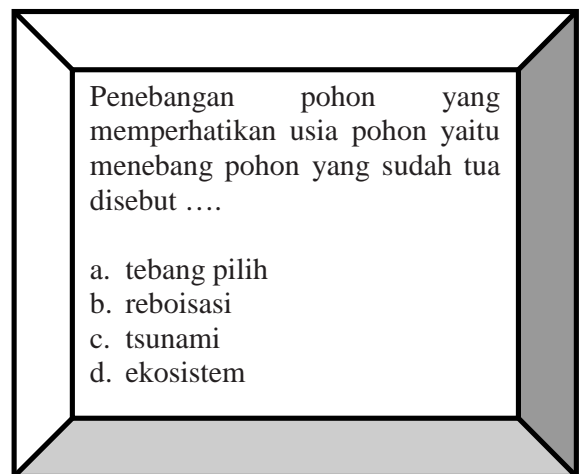 Penebangan pohon yang
memperhatikan usia pohon yaitu
menebang pohon yang sudah tua
disebut ….
a. tebang pilih
b. reboisasi
c. tsunami
d. ekosistem